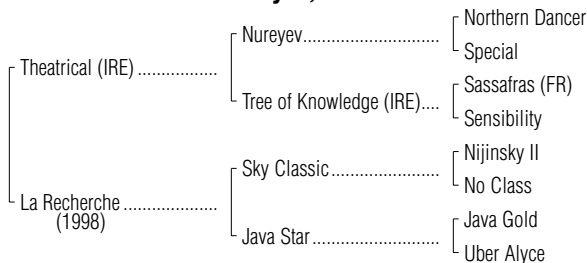 Northern Dancer
Nureyev
Special
Theatrical (IRE)
Sassafras (FR)
Tree of Knowledge (IRE)
Sensibility
Nijinsky II
Sky Classic
No Class
La Recherche
(1998)
Java Gold
Java Star
Uber Alyce